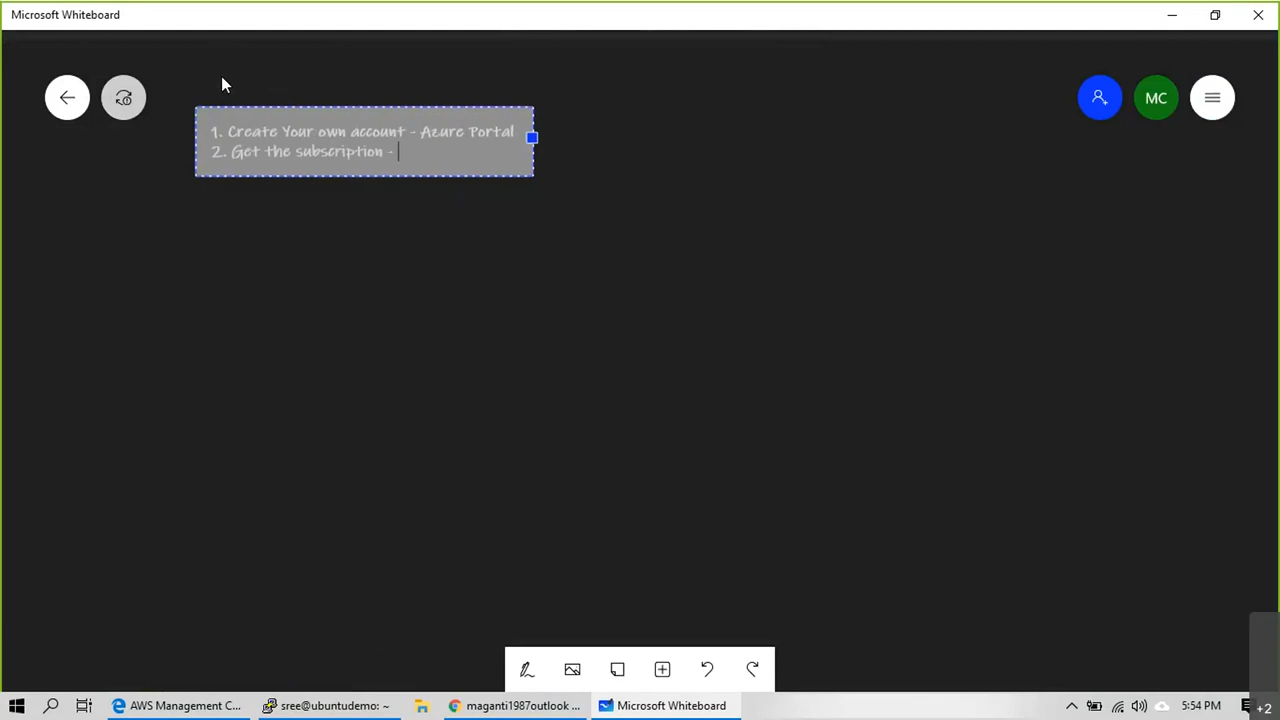 Microsoft Whiteboard
MC
1. Create Your own account - Azure Portal
2. Get the subscription -
AWS Management C...
sree@ubuntudemo: ~
maganti1987outlook ...
Microsoft Whiteboard
5:54 PM
+2